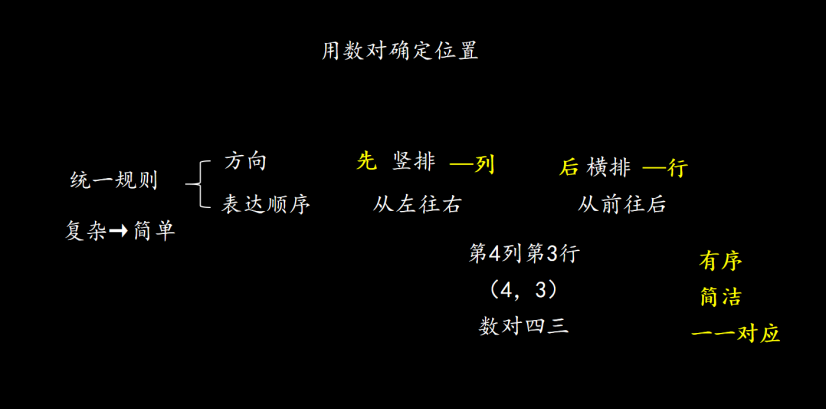 用数对确定位置
方向 先 竖排 —列 后 横排 —行
统一规则
表达顺序 从左往右 从前往后
复杂→简单
第4列第3行 有序
（4，3） 简洁
数对四三 一一对应